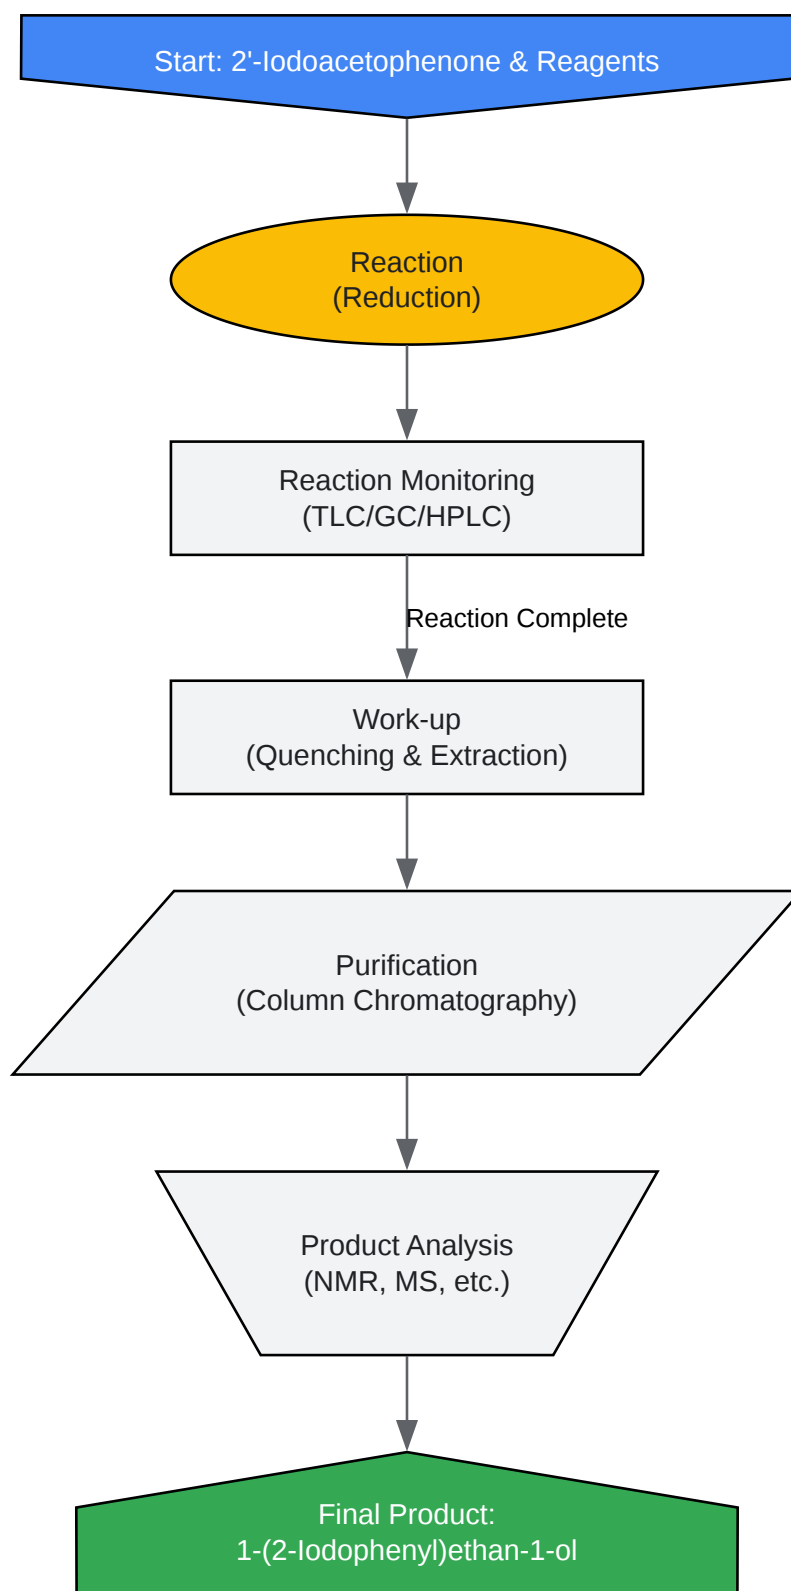 Start: 2'-Iodoacetophenone & Reagents
Reaction
(Reduction)
Reaction Monitoring
(TLC/GC/HPLC)
Reaction Complete
Work-up
(Quenching & Extraction)
Purification
(Column Chromatography)
Product Analysis
(NMR, MS, etc.)
Final Product:
1-(2-Iodophenyl)ethan-1-ol